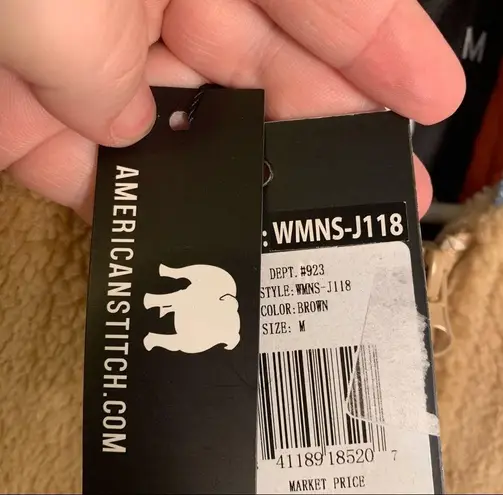 M
AMERICANSTITCH.COM
: WMNS-J118
DEPT.#923
STYLE:WMNS-J118
COLOR:BROWN
SIZE: M
41189 18520 7
MARKET PRICE